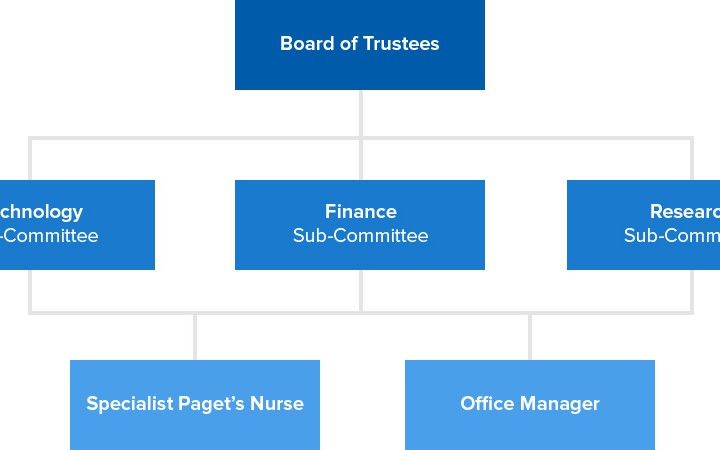 Board of Trustees
chnology
Finance
Researc
-Committee
Sub-Committee
Sub-Comm
Specialist Paget’s Nurse
Office Manager